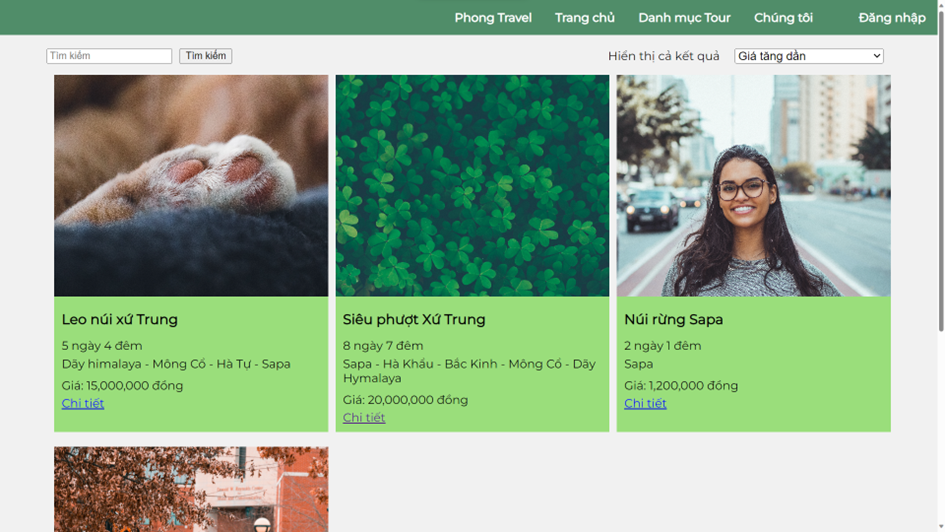 Phong Travel Trang chủ Danh mục Tour Chúng tôi Đăng nhập
Tìm kiếm Tìm kiếm Hiển thị cả kết quả Giá tăng dần
Leo núi xứ Trung
5 ngày 4 đêm
Dãy himalaya - Mông Cổ - Hà Tự - Sapa
Giá: 15,000,000 đồng
Chi tiết
Siêu phượt Xứ Trung
8 ngày 7 đêm
Sapa - Hà Khẩu - Bắc Kinh - Mông Cổ - Dãy
Hymalaya
Giá: 20,000,000 đồng
Chi tiết
Núi rừng Sapa
2 ngày 1 đêm
Sapa
Giá: 1,200,000 đồng
Chi tiết